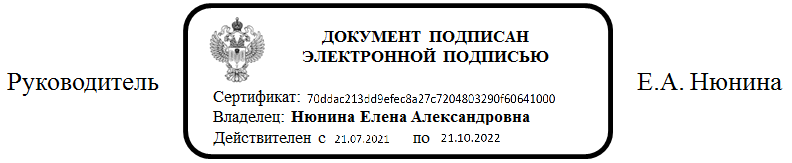 ДОКУМЕНТ ПОДПИСАН
ЭЛЕКТРОННОЙ ПОДПИСЬЮ
Руководитель
Е.А. Нюнина
Сертификат: 70ddac213dd9efec8a27c7204803290f60641000
Владелец: Нюнина Елена Александровна
Действителен с 21.07.2021 по 21.10.2022